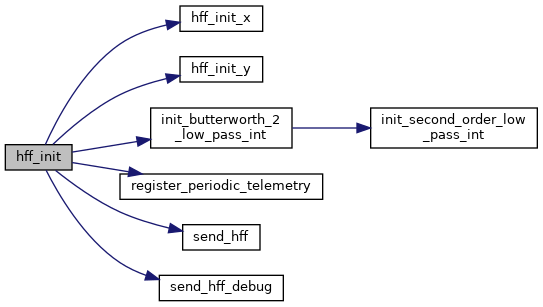 hff_init
hff_init_x
hff_init_y
init_butterworth_2
_low_pass_int
init_second_order_low
_pass_int
register_periodic_telemetry
send_hff
send_hff_debug